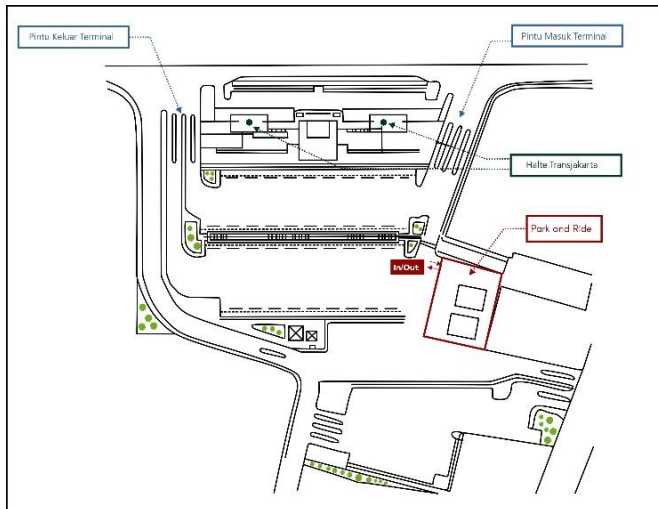 Pintu Keluar Terminal
Pintu Masuk Terminal
Halte Transjakarta
Park and Ride
In/Out